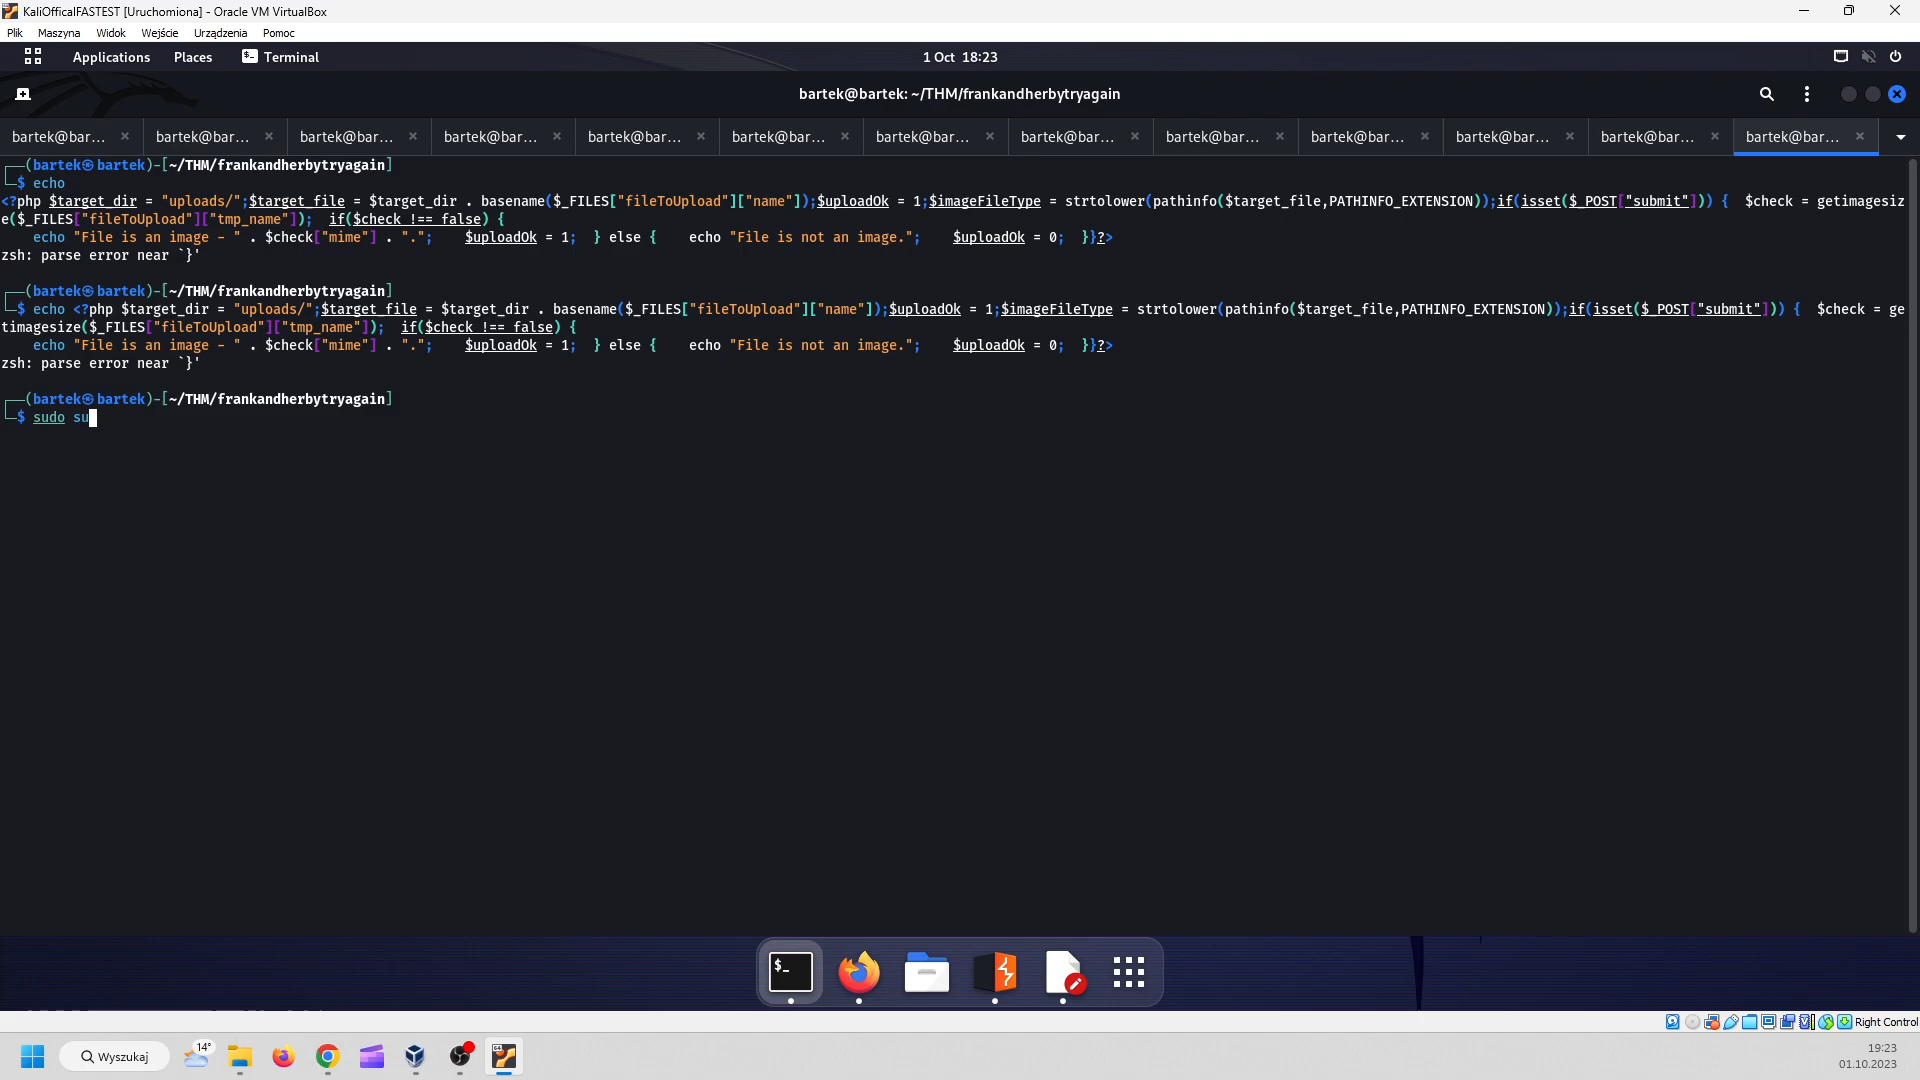 KaliOfficalFASTEST [Uruchomiona] - Oracle VM VirtualBox
Plik Maszyna Widok Wejście Urządzenia Pomoc
Applications Places Terminal 1 Oct 18:23
bartek@bartek: ~/THM/frankandherbytryagain
bartek@bar... bartek@bar... bartek@bar... bartek@bar... bartek@bar... bartek@bar... bartek@bar... bartek@bar... bartek@bar... bartek@bar... bartek@bar... bartek@bar... bartek@bar...
┌──(bartek㉿bartek)-[~/THM/frankandherbytryagain]
└─$ echo
<?php $target_dir = "uploads/";$target_file = $target_dir . basename($_FILES["fileToUpload"]["name"]);$uploadOk = 1;$imageFileType = strtolower(pathinfo($target_file,PATHINFO_EXTENSION));if(isset($_POST["submit"])) {  $check = getimagesiz
e($_FILES["fileToUpload"]["tmp_name"]);  if($check !== false) {
    echo "File is an image - " . $check["mime"] . ".";    $uploadOk = 1;  } else {    echo "File is not an image.";    $uploadOk = 0;  }}?>
zsh: parse error near `}'
┌──(bartek㉿bartek)-[~/THM/frankandherbytryagain]
└─$ echo <?php $target_dir = "uploads/";$target_file = $target_dir . basename($_FILES["fileToUpload"]["name"]);$uploadOk = 1;$imageFileType = strtolower(pathinfo($target_file,PATHINFO_EXTENSION));if(isset($_POST["submit"])) {  $check = ge
timagesize($_FILES["fileToUpload"]["tmp_name"]);  if($check !== false) {
    echo "File is an image - " . $check["mime"] . ".";    $uploadOk = 1;  } else {    echo "File is not an image.";    $uploadOk = 0;  }}?>
zsh: parse error near `}'
┌──(bartek㉿bartek)-[~/THM/frankandherbytryagain]
└─$ sudo su
$_
Right Control
Wyszukaj 14° 19:23
01.10.2023